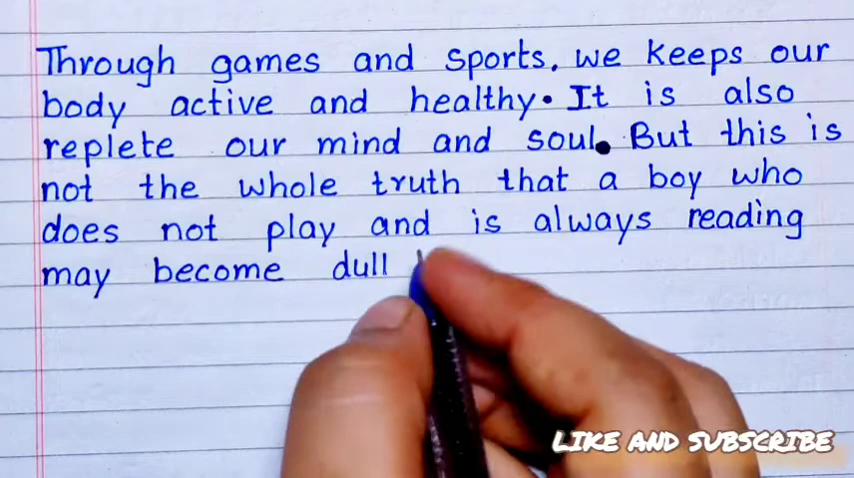 Through games and sports, we keeps our
body active and healthy. It is also
replete our mind and soul. But this is
not the whole truth that a boy who
does not play and is always reading
may become dull
LIKE AND SUBSCRIBE